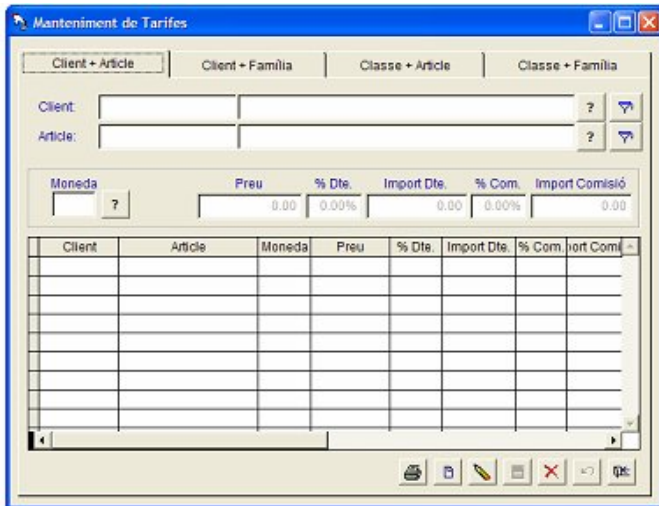 Manteniment de Tarifes
Client + Article Client + Família Classe + Article Classe + Família
Client: ?
Article: ?
Moneda Preu % Dte. Import Dte. % Com. Import Comisió
? 0.00 0.00% 0.00 0.00% 0.00
Client Article Moneda Preu % Dte. Import Dte. % Com. port Comi